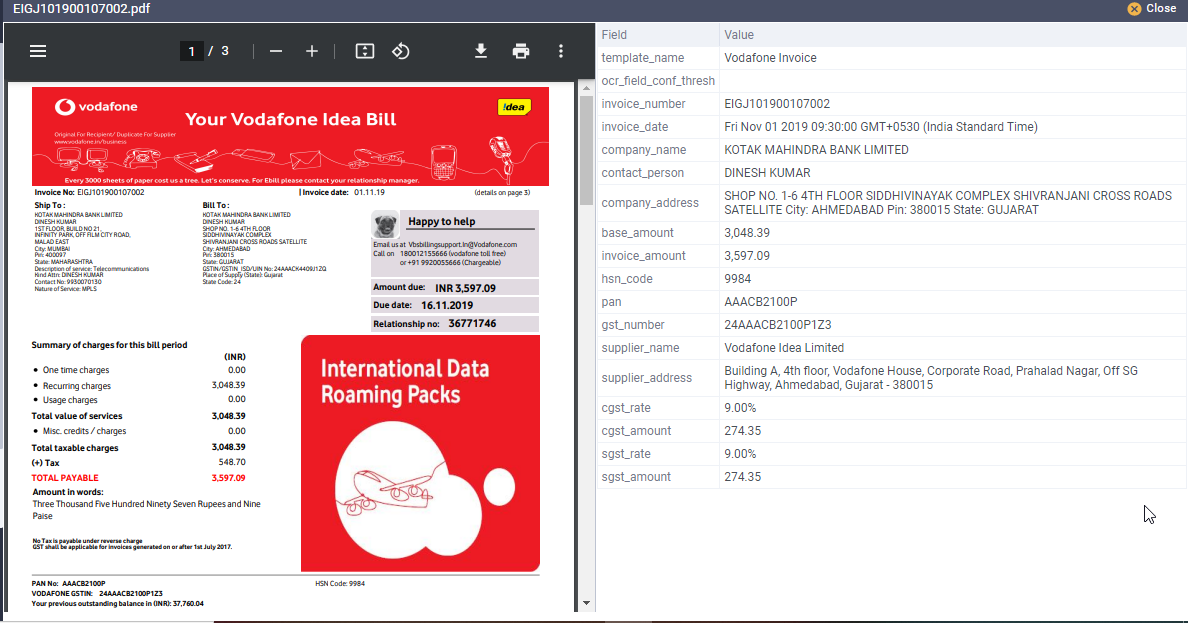 EIGJ101900107002.pdf
Close
1 / 3
vodafone
!dea
Your Vodafone Idea Bill
Original For Recipient/ Duplicate For Supplier
www.vodafone.in/business
Every 3000 sheets of paper cost us a tree. Let's conserve. For Ebill please contact your relationship manager.
Invoice No: EIGJ101900107002
Invoice date: 01.11.19
(details on page 3)
Ship To :
KOTAK MAHINDRA BANK LIMITED
DINESH KUMAR
1ST FLOOR, BUILD NO 21,
INFINITY PARK, OFF FILM CITY ROAD,
MALAD EAST
City: MUMBAI
Pin: 400097
State: MAHARASHTRA
Description of service: Telecommunications
Kind Attn: DINESH KUMAR
Contact No: 9930070130
Nature of Service: MPLS
Bill To :
KOTAK MAHINDRA BANK LIMITED
DINESH KUMAR
SHOP NO. 1-6 4TH FLOOR
SIDDHIVINAYAK COMPLEX
SHIVRANJANI CROSS ROADS SATELLITE
City: AHMEDABAD
Pin: 380015
State: GUJARAT
GSTIN/GSTIN_ISD/UIN No: 24AAACK4409J1ZQ
Place of Supply (State): Gujarat
State Code: 24
Happy to help
Email us at Vbsbillingsupport.In@Vodafone.com
Call on 180012155666 (vodafone toll free)
or +91 9920055666 (Chargeable)
Amount due: INR 3,597.09
Due date: 16.11.2019
Relationship no: 36771746
Summary of charges for this bill period
(INR)
• One time charges 0.00
• Recurring charges 3,048.39
• Usage charges 0.00
Total value of services 3,048.39
• Misc. credits / charges 0.00
Total taxable charges 3,048.39
(+) Tax 548.70
TOTAL PAYABLE 3,597.09
Amount in words:
Three Thousand Five Hundred Ninety Seven Rupees and Nine
Paise
No Tax is payable under reverse charge
GST shall be applicable for invoices generated on or after 1st July 2017.
International Data
Roaming Packs
PAN No: AAACB2100P
HSN Code: 9984
VODAFONE GSTIN: 24AAACB2100P1Z3
Your previous outstanding balance in (INR): 37,760.04
Field Value
template_name Vodafone Invoice
ocr_field_conf_thresh
invoice_number EIGJ101900107002
invoice_date Fri Nov 01 2019 09:30:00 GMT+0530 (India Standard Time)
company_name KOTAK MAHINDRA BANK LIMITED
contact_person DINESH KUMAR
company_address SHOP NO. 1-6 4TH FLOOR SIDDHIVINAYAK COMPLEX SHIVRANJANI CROSS ROADS
SATELLITE City: AHMEDABAD Pin: 380015 State: GUJARAT
base_amount 3,048.39
invoice_amount 3,597.09
hsn_code 9984
pan AAACB2100P
gst_number 24AAACB2100P1Z3
supplier_name Vodafone Idea Limited
supplier_address Building A, 4th floor, Vodafone House, Corporate Road, Prahalad Nagar, Off SG
Highway, Ahmedabad, Gujarat - 380015
cgst_rate 9.00%
cgst_amount 274.35
sgst_rate 9.00%
sgst_amount 274.35